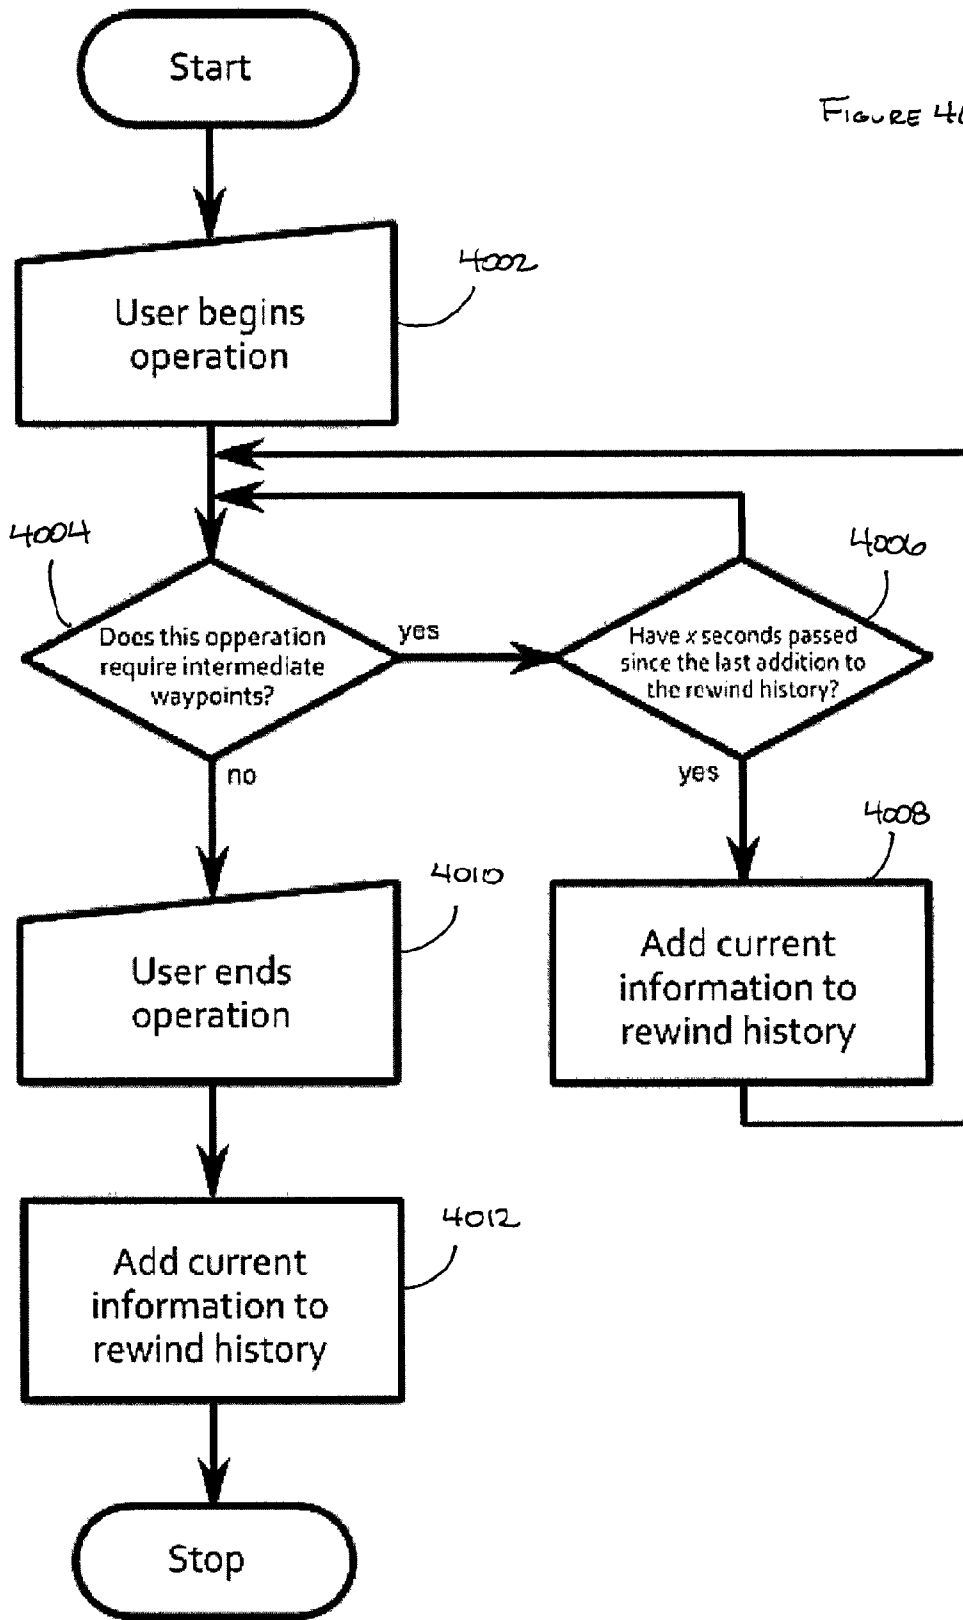 Start
FIGURE 40
User begins
operation
4002
4004
Does this opperation
require intermediate
waypoints?
yes
no
4006
Have x seconds passed
since the last addition to
the rewind history?
yes
4008
Add current
information to
rewind history
4010
User ends
operation
4012
Add current
information to
rewind history
Stop